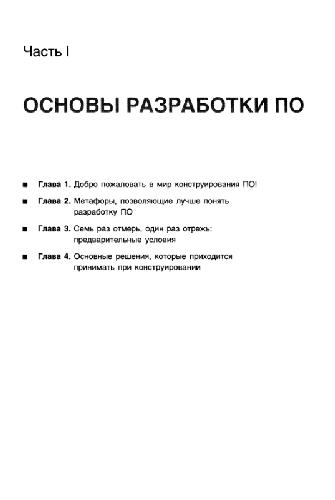 Часть I
ОСНОВЫ РАЗРАБОТКИ ПО
■ Глава 1. Добро пожаловать в мир конструирования ПО!
■ Глава 2. Метафоры, позволяющие лучше понять
разработку ПО
■ Глава 3. Семь раз отмерь, один раз отрежь:
предварительные условия
■ Глава 4. Основные решения, которые приходится
принимать при конструировании